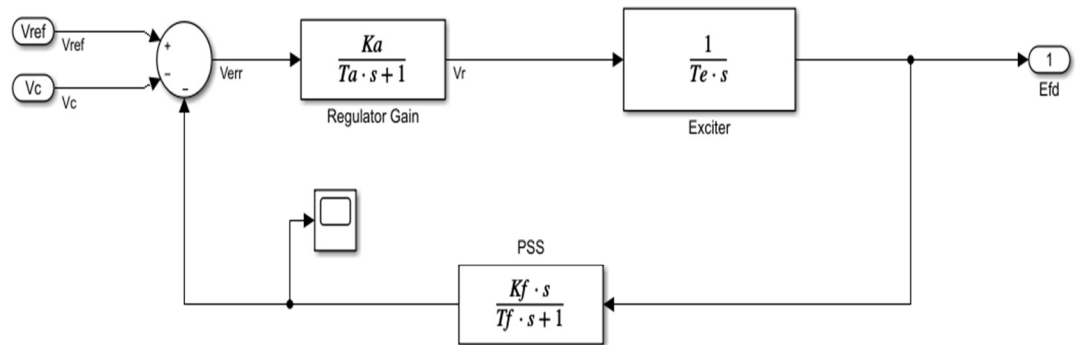 Vref
Vref
Vc
Vc
+
−
−
Verr
Ka
Ta · s + 1
Regulator Gain
Vr
1
Te · s
Exciter
1
Efd
PSS
Kf · s
Tf · s + 1